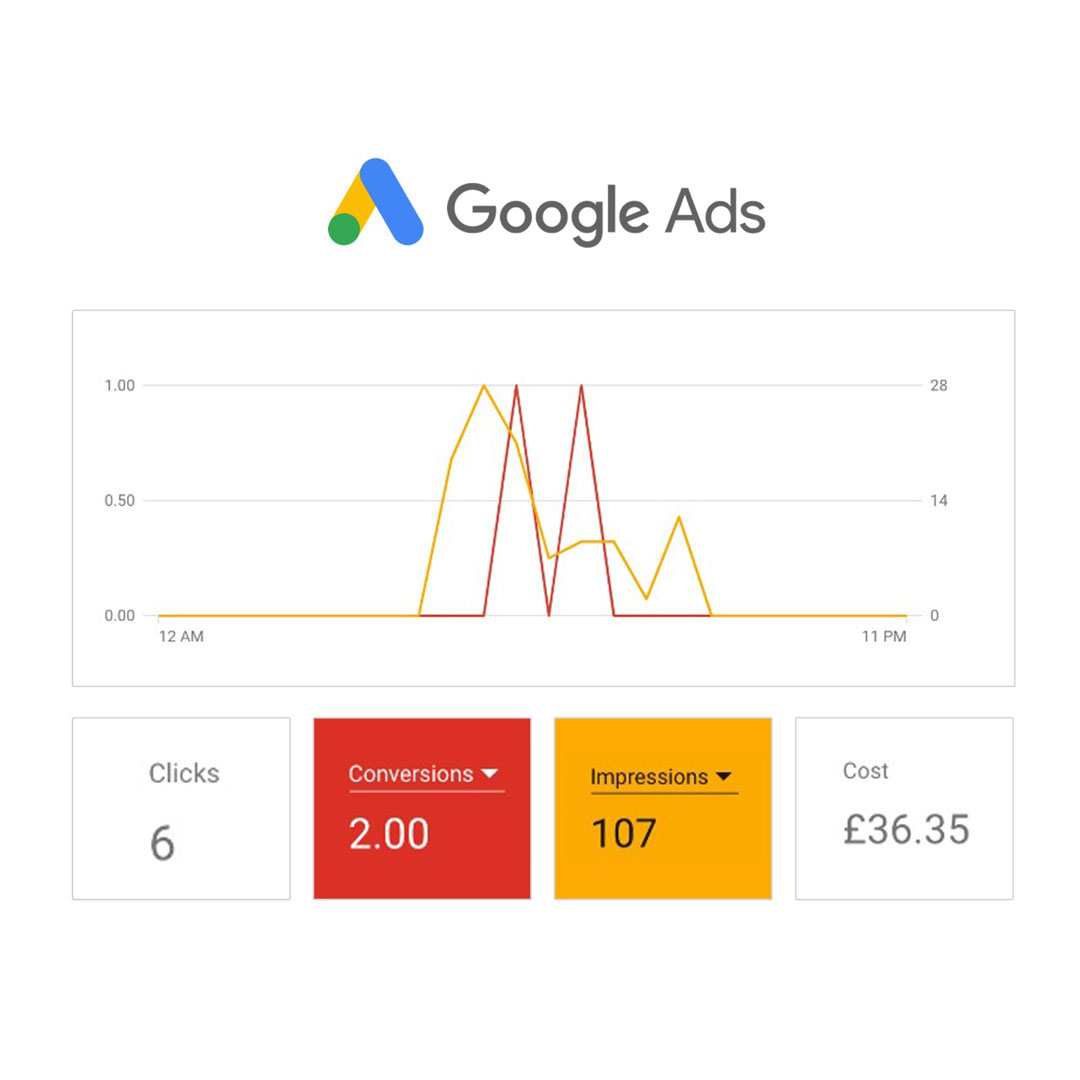 Google Ads
1.00 28
0.50 14
0.00 0
12 AM 11 PM
Clicks
6
Conversions
2.00
Impressions
107
Cost
£36.35